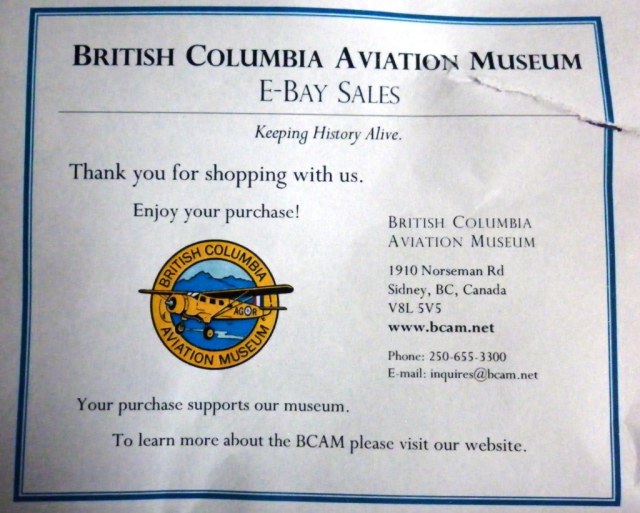 BRITISH COLUMBIA AVIATION MUSEUM
E-BAY SALES
Keeping History Alive.
Thank you for shopping with us.
Enjoy your purchase!
BRITISH COLUMBIA
AVIATION MUSEUM
AGOR
BRITISH COLUMBIA
AVIATION MUSEUM
1910 Norseman Rd
Sidney, BC, Canada
V8L 5V5
www.bcam.net
Phone: 250-655-3300
E-mail: inquires@bcam.net
Your purchase supports our museum.
To learn more about the BCAM please visit our website.